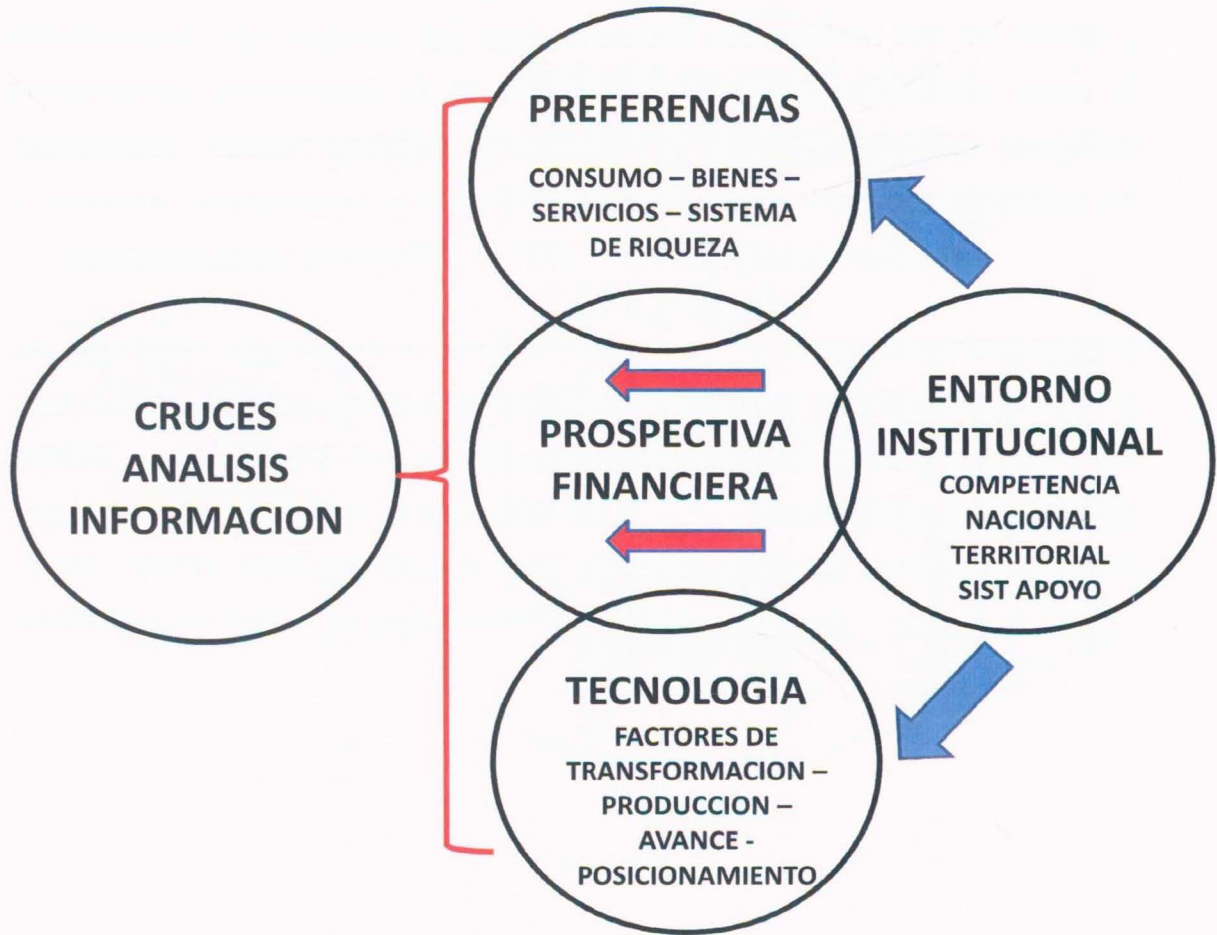 PREFERENCIAS
CONSUMO – BIENES –
SERVICIOS – SISTEMA
DE RIQUEZA
CRUCES
ANALISIS
INFORMACION
PROSPECTIVA
FINANCIERA
ENTORNO
INSTITUCIONAL
COMPETENCIA
NACIONAL
TERRITORIAL
SIST APOYO
TECNOLOGIA
FACTORES DE
TRANSFORMACION –
PRODUCCION –
AVANCE -
POSICIONAMIENTO